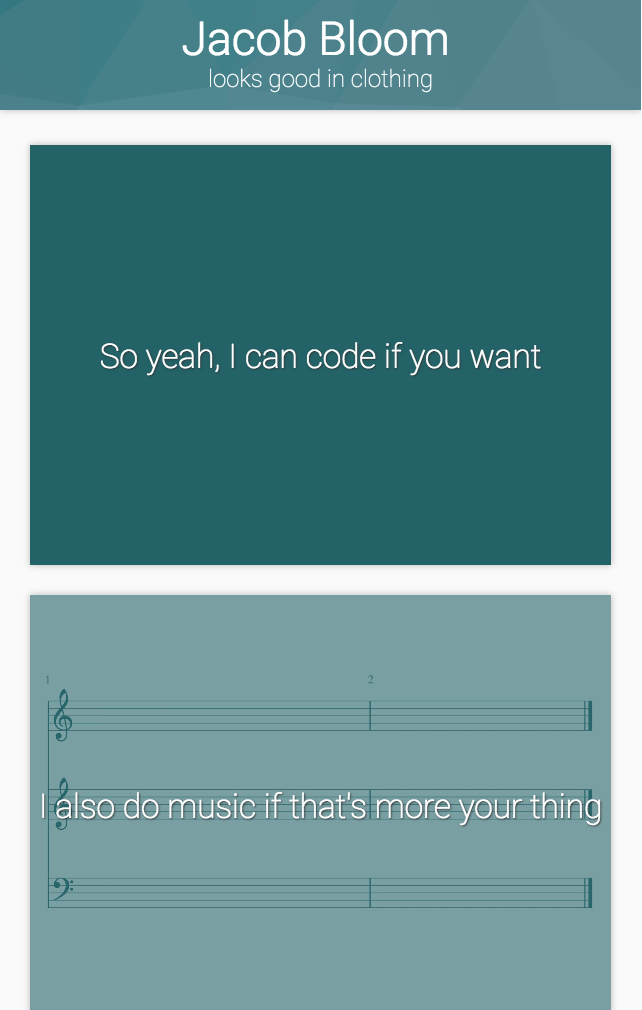 Jacob Bloom
looks good in clothing
So yeah, I can code if you want
1 2
I also do music if that's more your thing